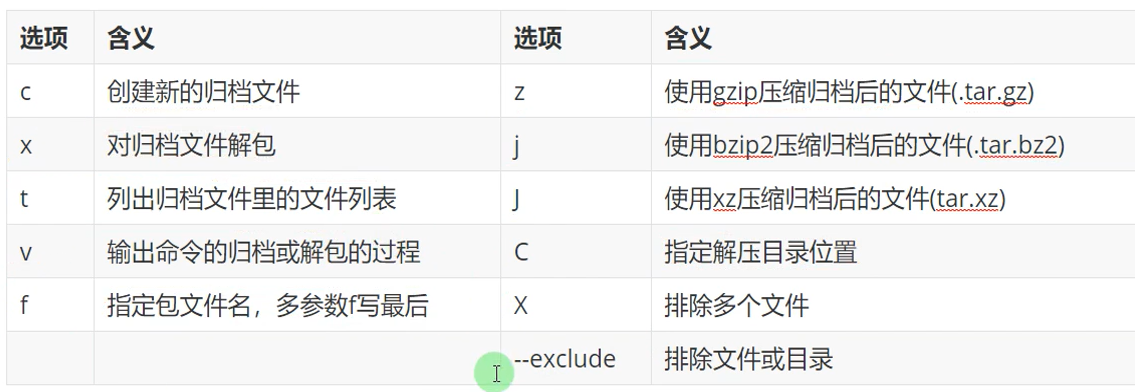 选项 含义 选项 含义
c 创建新的归档文件 z 使用gzip压缩归档后的文件(.tar.gz)
x 对归档文件解包 j 使用bzip2压缩归档后的文件(.tar.bz2)
t 列出归档文件里的文件列表 J 使用xz压缩归档后的文件(tar.xz)
v 输出命令的归档或解包的过程 C 指定解压目录位置
f 指定包文件名，多参数f写最后 X 排除多个文件
--exclude 排除文件或目录